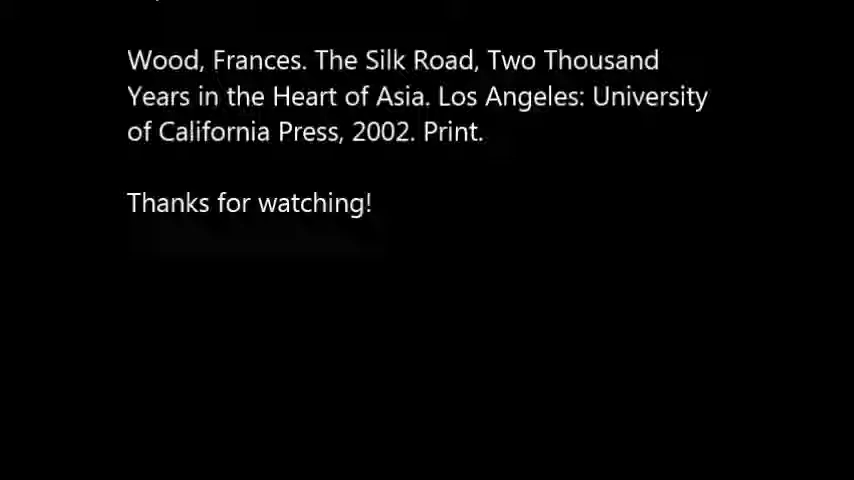 Wood, Frances. The Silk Road, Two Thousand
Years in the Heart of Asia. Los Angeles: University
of California Press, 2002. Print.
Thanks for watching!